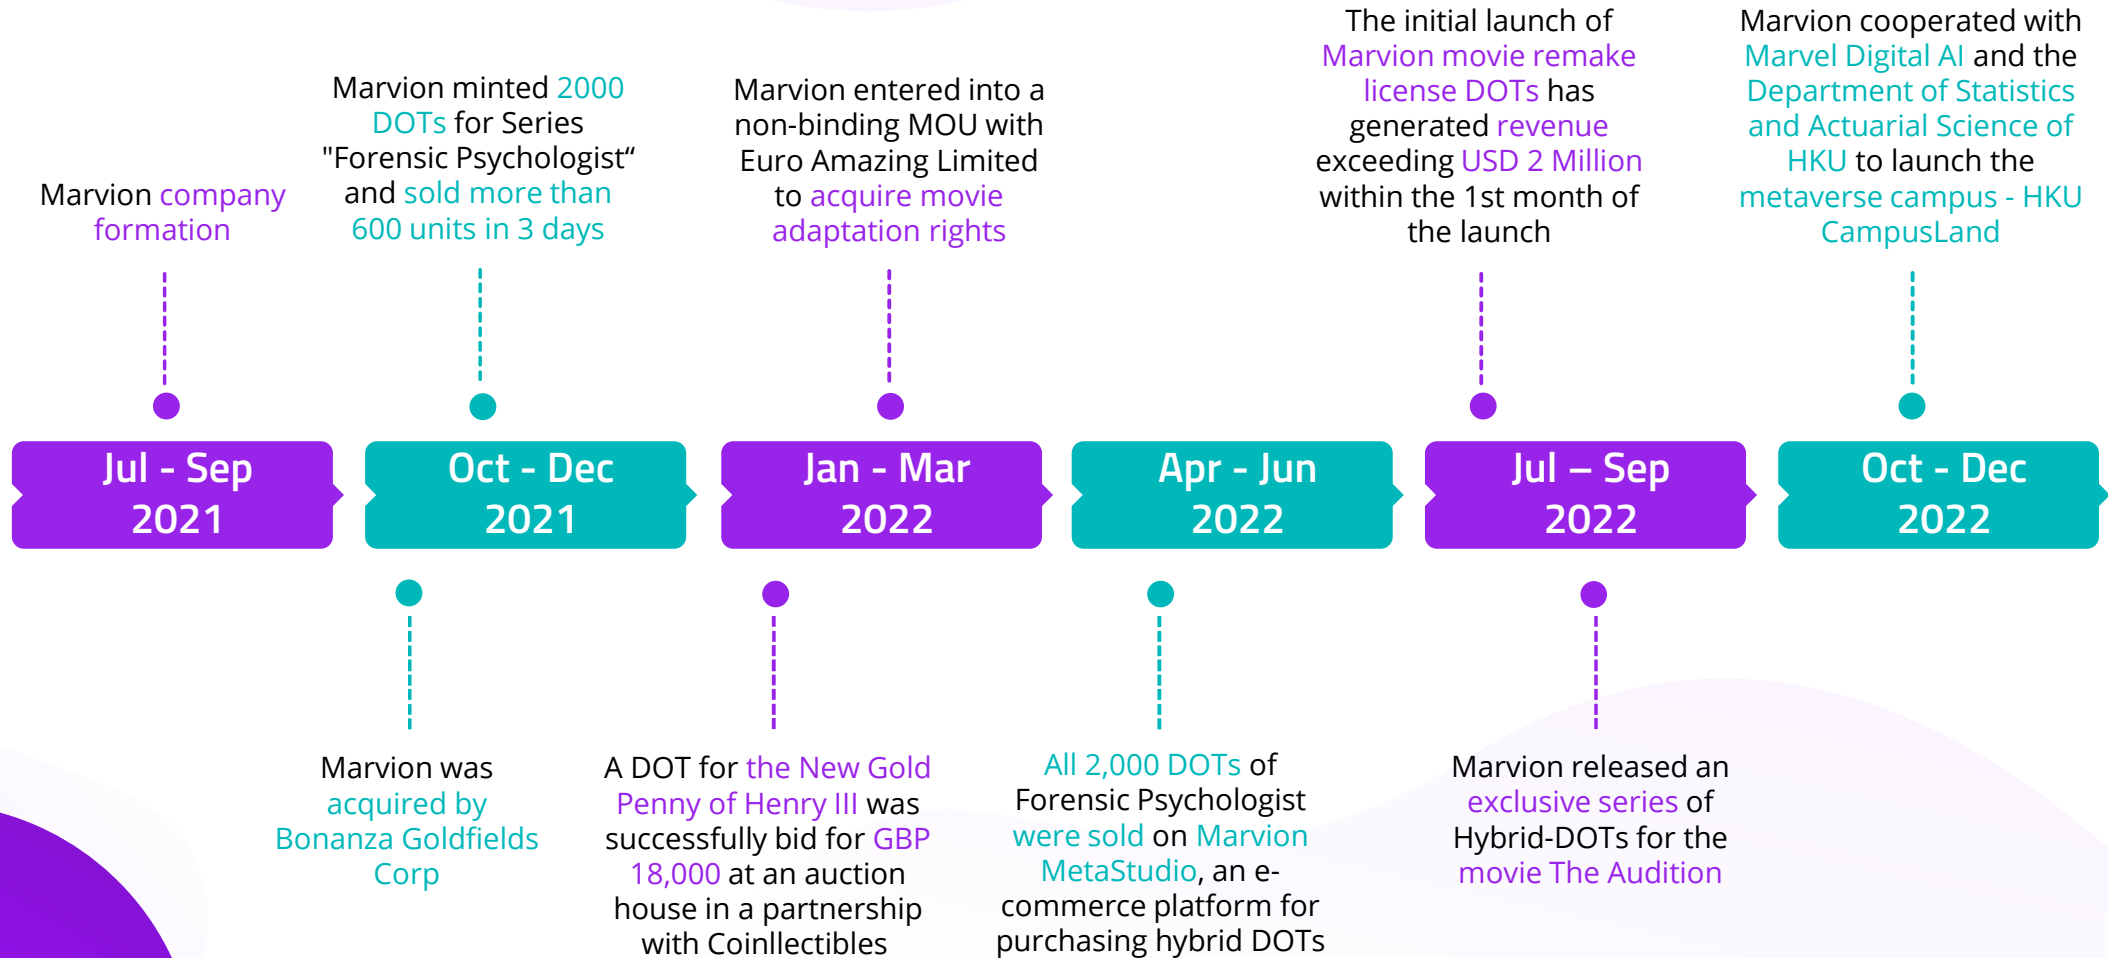 Marvion company
formation
Marvion minted 2000
DOTs for Series
"Forensic Psychologist“
and sold more than
600 units in 3 days
Marvion entered into a
non-binding MOU with
Euro Amazing Limited
to acquire movie
adaptation rights
The initial launch of
Marvion movie remake
license DOTs has
generated revenue
exceeding USD 2 Million
within the 1st month of
the launch
Marvion cooperated with
Marvel Digital AI and the
Department of Statistics
and Actuarial Science of
HKU to launch the
metaverse campus - HKU
CampusLand
Jul - Sep
2021
Oct - Dec
2021
Jan - Mar
2022
Apr - Jun
2022
Jul – Sep
2022
Oct - Dec
2022
Marvion was
acquired by
Bonanza Goldfields
Corp
A DOT for the New Gold
Penny of Henry III was
successfully bid for GBP
18,000 at an auction
house in a partnership
with Coinllectibles
All 2,000 DOTs of
Forensic Psychologist
were sold on Marvion
MetaStudio, an e-
commerce platform for
purchasing hybrid DOTs
Marvion released an
exclusive series of
Hybrid-DOTs for the
movie The Audition